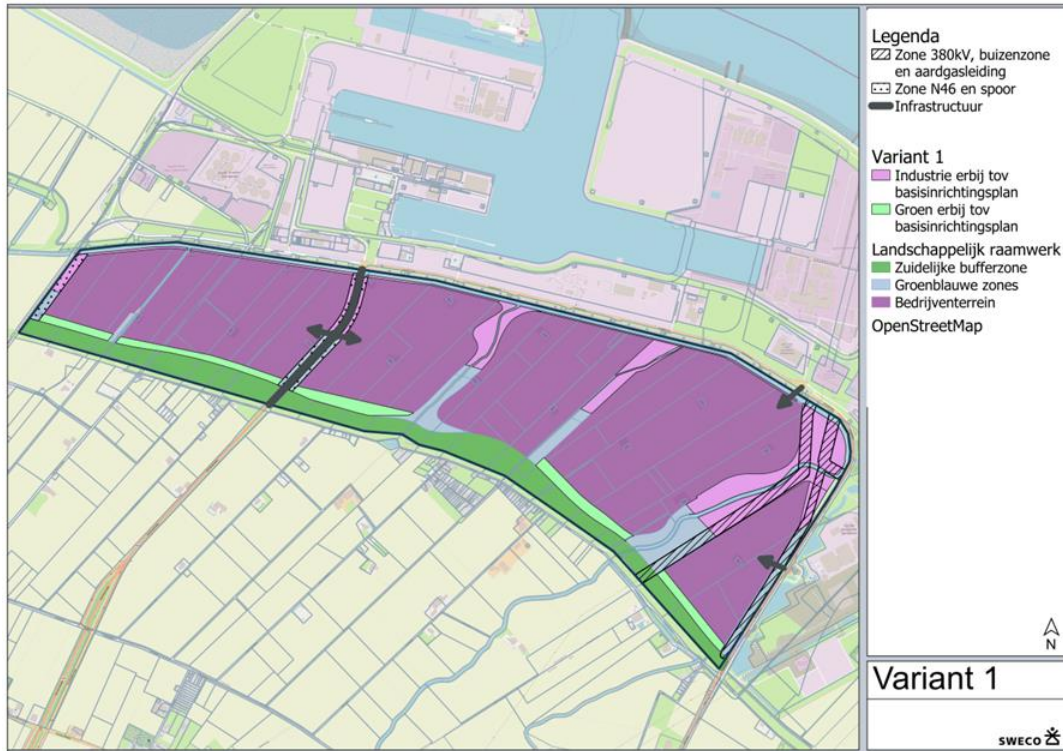 Legenda
Zone 380kV, buizenzone
en aardgasleiding
Zone N46 en spoor
Infrastructuur
Variant 1
Industrie erbij tov
basisinrichtingsplan
Groen erbij tov
basisinrichtingsplan
Landschappelijk raamwerk
Zuidelijke bufferzone
Groenblauwe zones
Bedrijventerrein
OpenStreetMap
N
Variant 1
SWECO